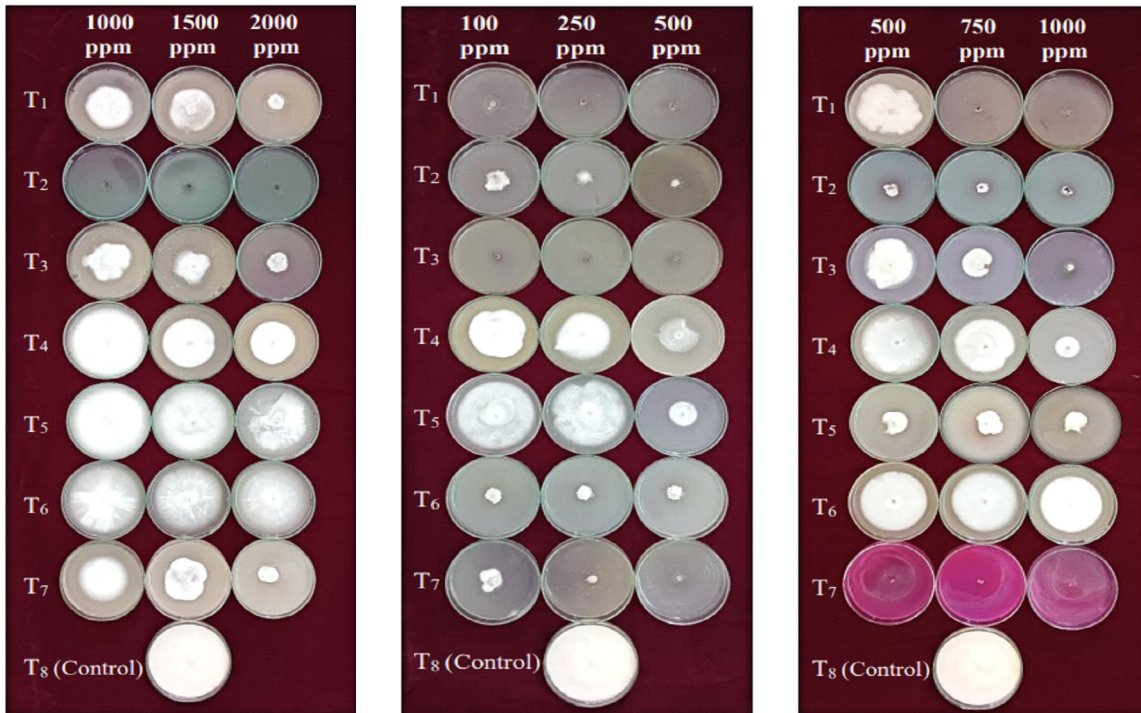 1000 1500 2000
ppm ppm ppm
T1
T2
T3
T4
T5
T6
T7
T8 (Control)
100 250 500
ppm ppm ppm
T1
T2
T3
T4
T5
T6
T7
T8 (Control)
500 750 1000
ppm ppm ppm
T1
T2
T3
T4
T5
T6
T7
T8 (Control)